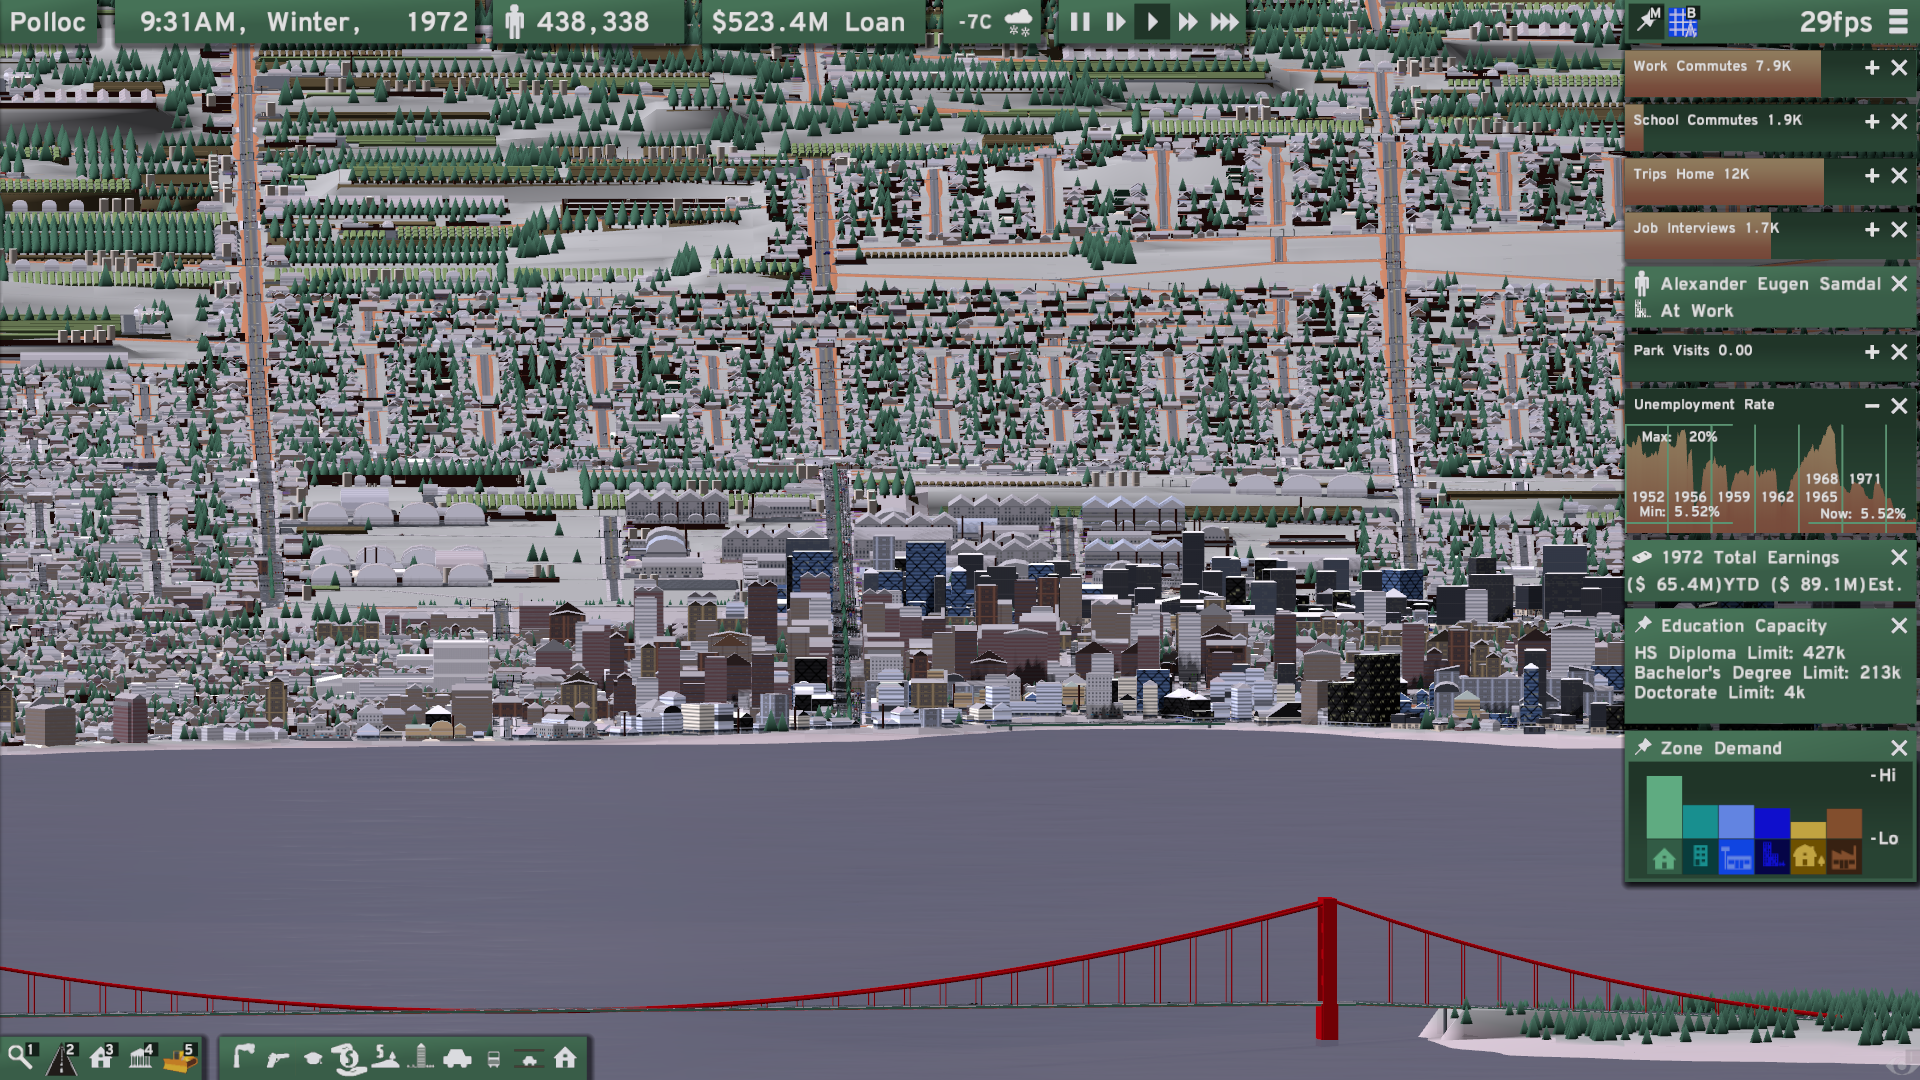 Polloc
9:31AM, Winter, 1972
438,338
$523.4M Loan
-7C
M
B
29fps
Work Commutes 7.9K
School Commutes 1.9K
Trips Home 12K
Job Interviews 1.7K
Alexander Eugen Samdal
At Work
Park Visits 0.00
Unemployment Rate
Max: 20%
1968 1971
1952 1956 1959 1962 1965
Min: 5.52%
Now: 5.52%
1972 Total Earnings
($ 65.4M)YTD ($ 89.1M)Est.
Education Capacity
HS Diploma Limit: 427k
Bachelor's Degree Limit: 213k
Doctorate Limit: 4k
Zone Demand
-Hi
-Lo
1 2 3 4 5